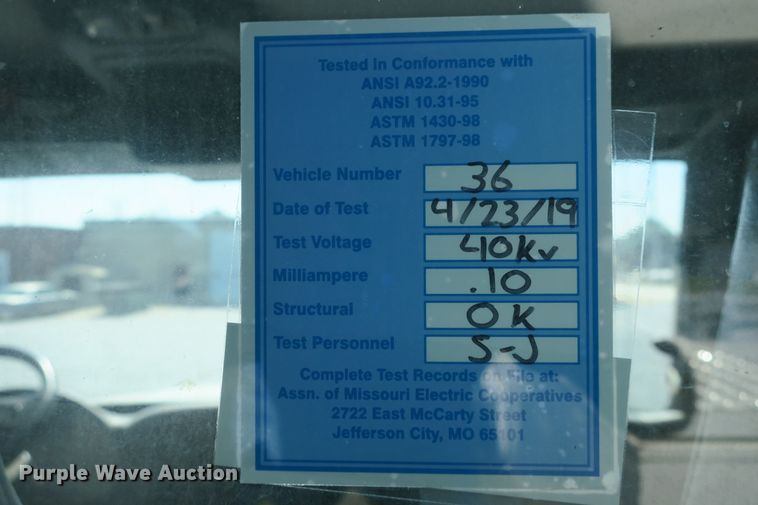 Tested in Conformance with
ANSI A92.2-1990
ANSI 10.31-95
ASTM 1430-98
ASTM 1797-98
Vehicle Number 36
Date of Test 4/23/19
Test Voltage 40Kv
Milliampere .10
Structural OK
Test Personnel S-J
Complete Test Records on File at:
Assn. of Missouri Electric Cooperatives
2722 East McCarty Street
Jefferson City, MO 65101
Purple Wave Auction